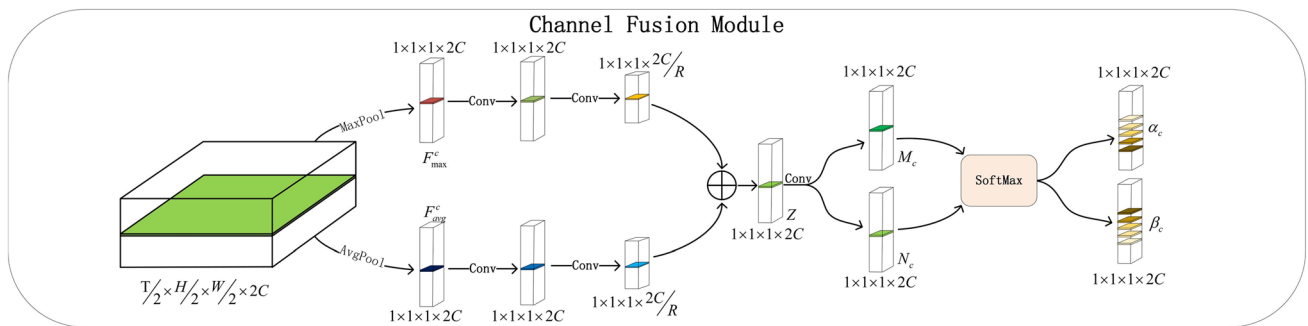 Channel Fusion Module
1×1×1×2C
1×1×1×2C
1×1×1×2C/R
MaxPool
Conv
Conv
F^c_max
T/2×H/2×W/2×2C
AvgPool
F^c_avg
Conv
Conv
1×1×1×2C
1×1×1×2C
1×1×1×2C/R
Z
1×1×1×2C
Conv
1×1×1×2C
M_c
N_c
1×1×1×2C
SoftMax
1×1×1×2C
α_c
β_c
1×1×1×2C